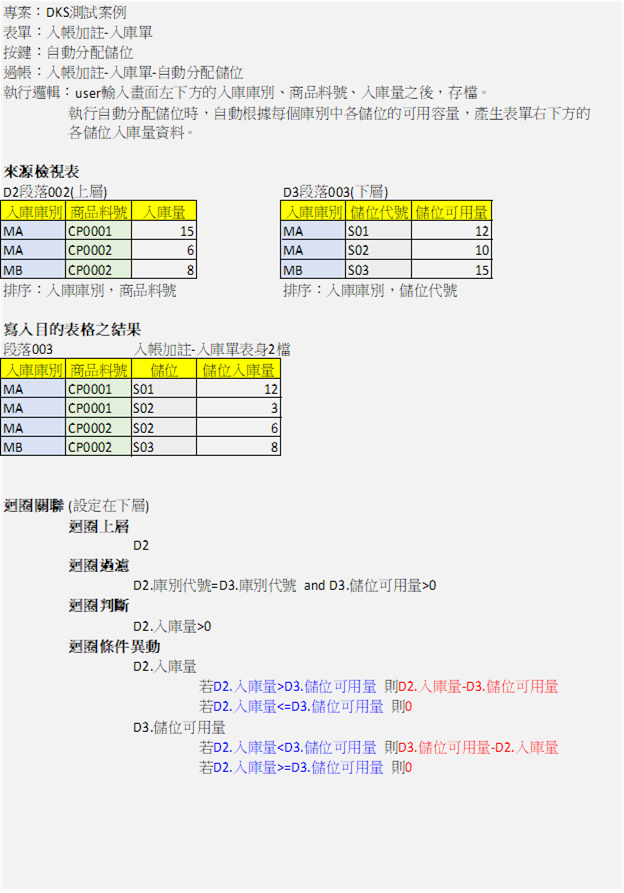 專案：DKS測試案例
表單：入帳加註-入庫單
按鍵：自動分配儲位
過帳：入帳加註-入庫單-自動分配儲位
執行邏輯：user輸入畫面左下方的入庫庫別、商品料號、入庫量之後，存檔。
執行自動分配儲位時，自動根據每個庫別中各儲位的可用容量，產生表單右下方的
各儲位入庫量資料。
來源檢視表
D2段落002(上層) D3段落003(下層)
入庫庫別 商品料號 入庫量 入庫庫別 儲位代號 儲位可用量
MA CP0001 15 MA S01 12
MA CP0002 6 MA S02 10
MB CP0002 8 MB S03 15
排序：入庫庫別，商品料號 排序：入庫庫別，儲位代號
寫入目的表格之結果
段落003 入帳加註-入庫單表身2檔
入庫庫別 商品料號 儲位 儲位入庫量
MA CP0001 S01 12
MA CP0001 S02 3
MA CP0002 S02 6
MB CP0002 S03 8
迴圈關聯 (設定在下層)
迴圈上層
D2
迴圈過濾
D2.庫別代號=D3.庫別代號 and D3.儲位可用量>0
迴圈判斷
D2.入庫量>0
迴圈條件異動
D2.入庫量
若D2.入庫量>D3.儲位可用量 則D2.入庫量-D3.儲位可用量
若D2.入庫量<=D3.儲位可用量 則0
D3.儲位可用量
若D2.入庫量<D3.儲位可用量 則D3.儲位可用量-D2.入庫量
若D2.入庫量>=D3.儲位可用量 則0